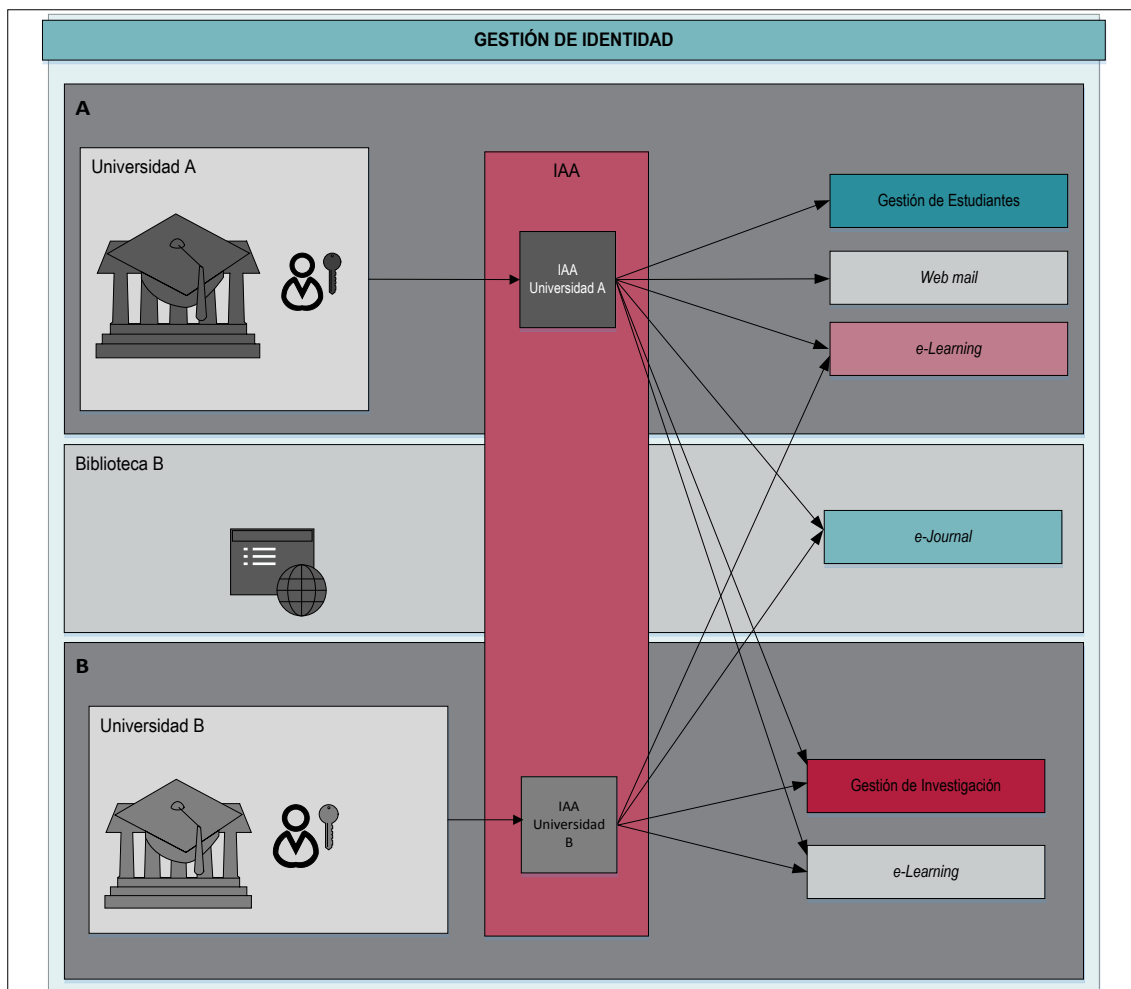 GESTIÓN DE IDENTIDAD
A
Universidad A
IAA
IAA
Universidad A
Gestión de Estudiantes
Web mail
e-Learning
Biblioteca B
e-Journal
B
Universidad B
IAA
Universidad
B
Gestión de Investigación
e-Learning